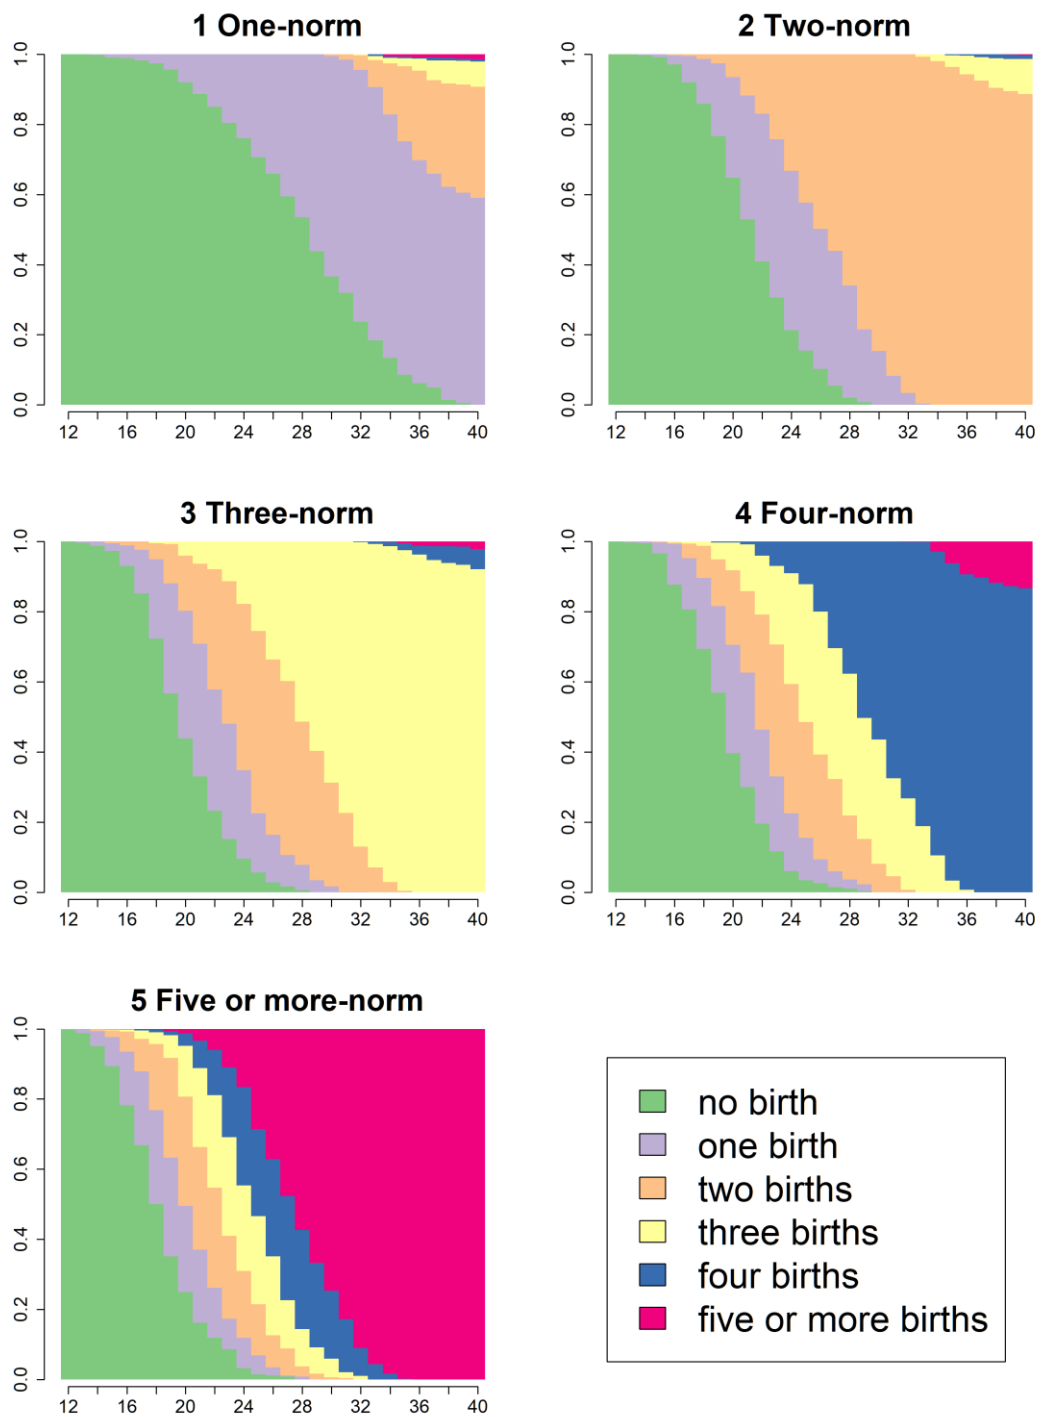 1 One-norm
1.0
0.8
0.6
0.4
0.2
0.0
12 16 20 24 28 32 36 40
2 Two-norm
1.0
0.8
0.6
0.4
0.2
0.0
12 16 20 24 28 32 36 40
3 Three-norm
1.0
0.8
0.6
0.4
0.2
0.0
12 16 20 24 28 32 36 40
4 Four-norm
1.0
0.8
0.6
0.4
0.2
0.0
12 16 20 24 28 32 36 40
5 Five or more-norm
1.0
0.8
0.6
0.4
0.2
0.0
12 16 20 24 28 32 36 40
no birth
one birth
two births
three births
four births
five or more births